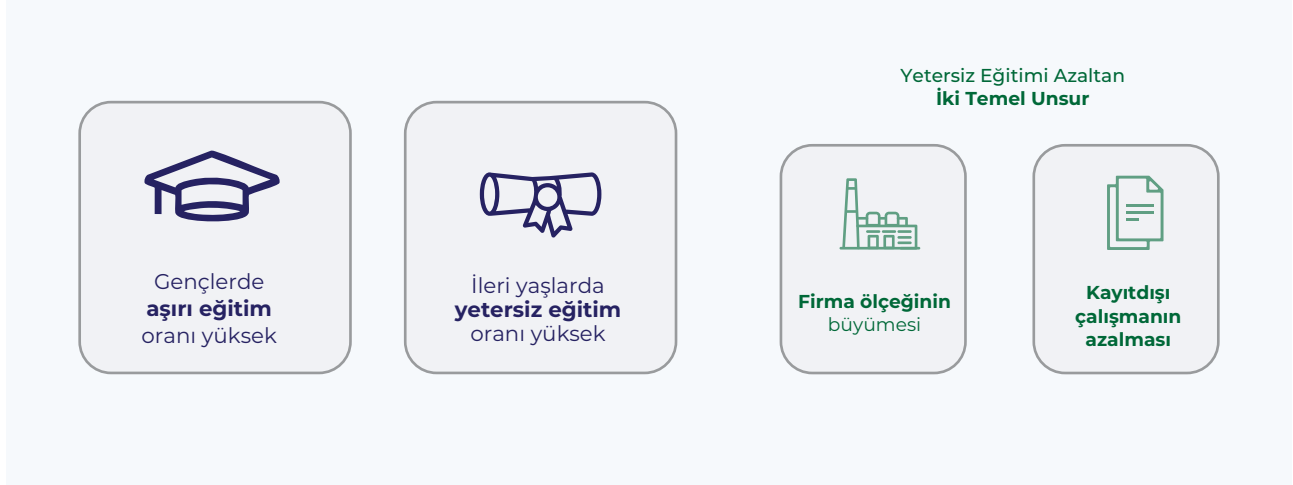 Gençlerde
aşırı eğitim
oranı yüksek
İleri yaşlarda
yetersiz eğitim
oranı yüksek
Yetersiz Eğitimi Azaltan
İki Temel Unsur
Firma ölçeğinin
büyümesi
Kayıtdışı
çalışmanın
azalması